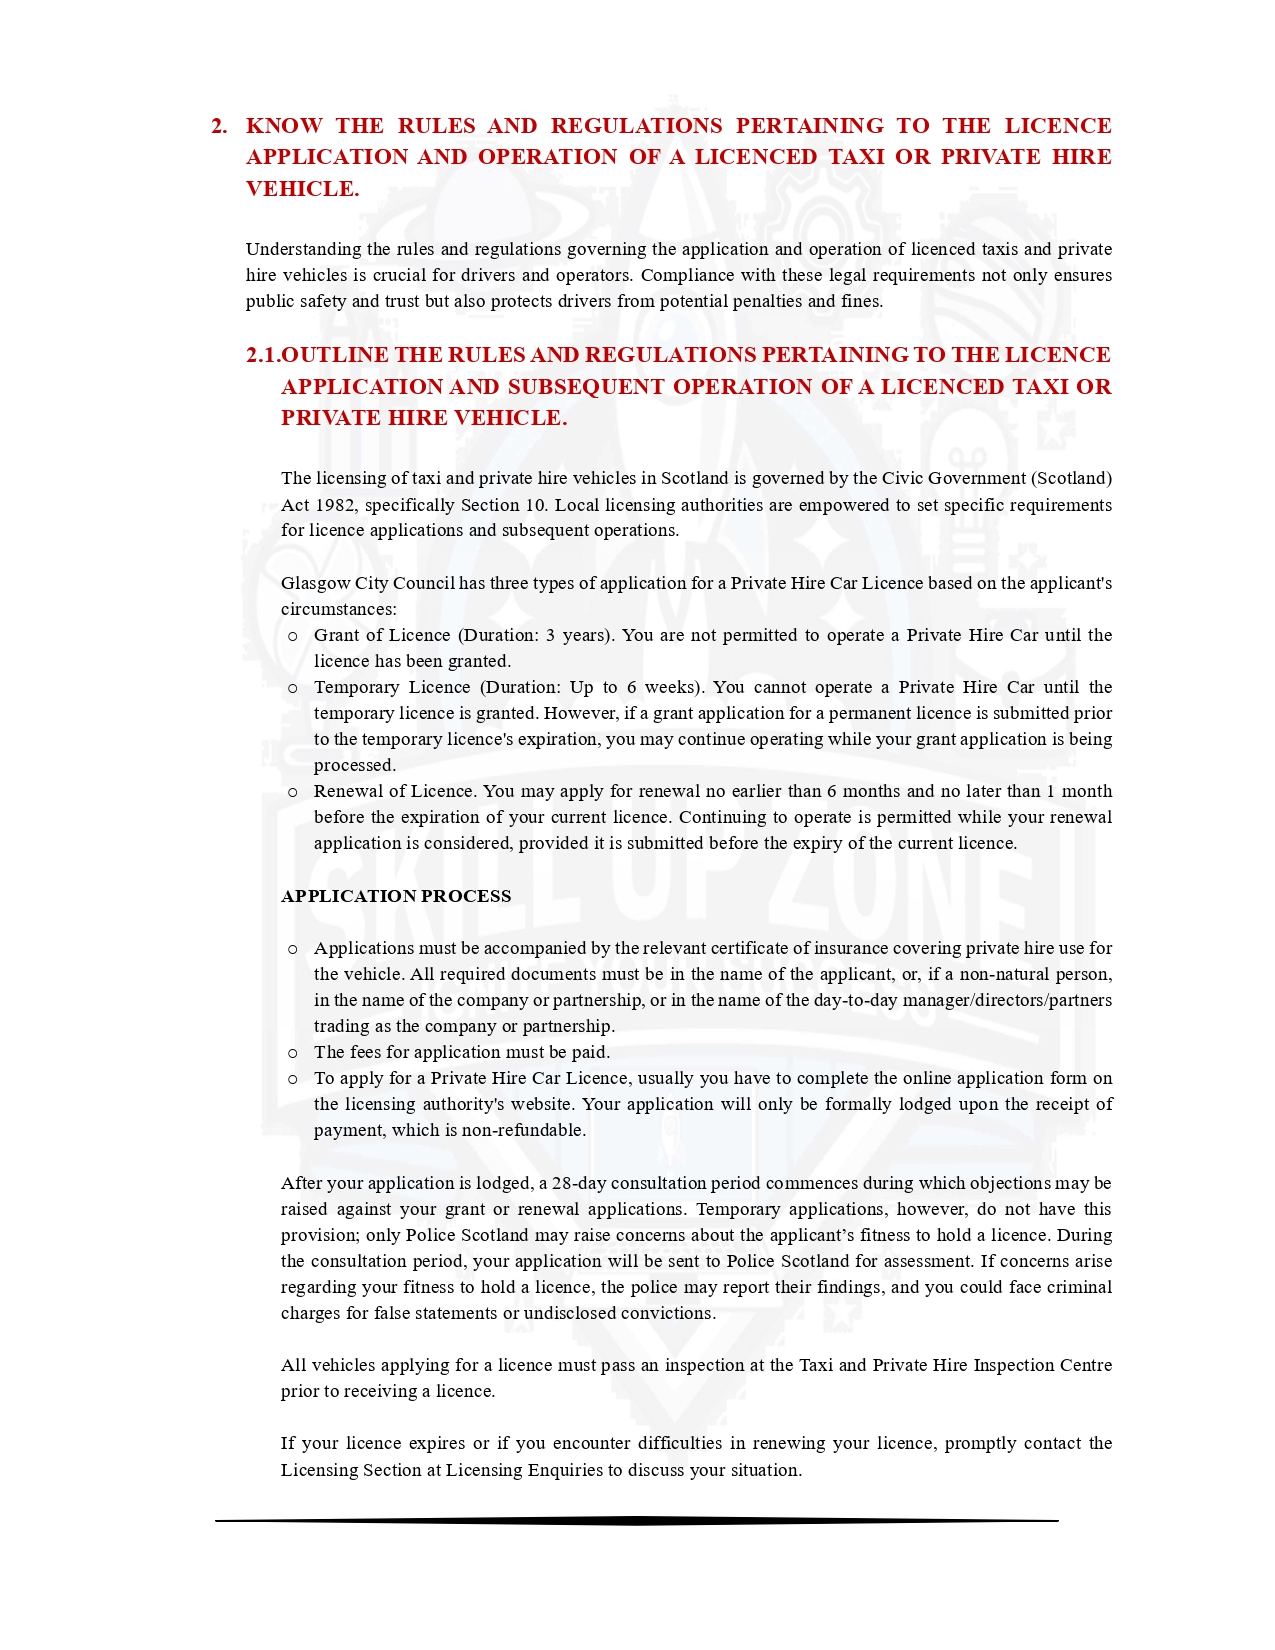 2. KNOW THE RULES AND REGULATIONS PERTAINING TO THE LICENCE
APPLICATION AND OPERATION OF A LICENCED TAXI OR PRIVATE HIRE
VEHICLE.
Understanding the rules and regulations governing the application and operation of licenced taxis and private
hire vehicles is crucial for drivers and operators. Compliance with these legal requirements not only ensures
public safety and trust but also protects drivers from potential penalties and fines.
2.1.OUTLINE THE RULES AND REGULATIONS PERTAINING TO THE LICENCE
APPLICATION AND SUBSEQUENT OPERATION OF A LICENCED TAXI OR
PRIVATE HIRE VEHICLE.
The licensing of taxi and private hire vehicles in Scotland is governed by the Civic Government (Scotland)
Act 1982, specifically Section 10. Local licensing authorities are empowered to set specific requirements
for licence applications and subsequent operations.
Glasgow City Council has three types of application for a Private Hire Car Licence based on the applicant's
circumstances:
o Grant of Licence (Duration: 3 years). You are not permitted to operate a Private Hire Car until the
licence has been granted.
o Temporary Licence (Duration: Up to 6 weeks). You cannot operate a Private Hire Car until the
temporary licence is granted. However, if a grant application for a permanent licence is submitted prior
to the temporary licence's expiration, you may continue operating while your grant application is being
processed.
o Renewal of Licence. You may apply for renewal no earlier than 6 months and no later than 1 month
before the expiration of your current licence. Continuing to operate is permitted while your renewal
application is considered, provided it is submitted before the expiry of the current licence.
SKILL UP ZONE
APPLICATION PROCESS
o Applications must be accompanied by the relevant certificate of insurance covering private hire use for
the vehicle. All required documents must be in the name of the applicant, or, if a non-natural person,
in the name of the company or partnership, or in the name of the day-to-day manager/directors/partners
trading as the company or partnership.
IGNITE YOUR SUCCESS
o The fees for application must be paid.
o To apply for a Private Hire Car Licence, usually you have to complete the online application form on
the licensing authority's website. Your application will only be formally lodged upon the receipt of
payment, which is non-refundable.
After your application is lodged, a 28-day consultation period commences during which objections may be
raised against your grant or renewal applications. Temporary applications, however, do not have this
provision; only Police Scotland may raise concerns about the applicant’s fitness to hold a licence. During
the consultation period, your application will be sent to Police Scotland for assessment. If concerns arise
regarding your fitness to hold a licence, the police may report their findings, and you could face criminal
charges for false statements or undisclosed convictions.
All vehicles applying for a licence must pass an inspection at the Taxi and Private Hire Inspection Centre
prior to receiving a licence.
If your licence expires or if you encounter difficulties in renewing your licence, promptly contact the
Licensing Section at Licensing Enquiries to discuss your situation.